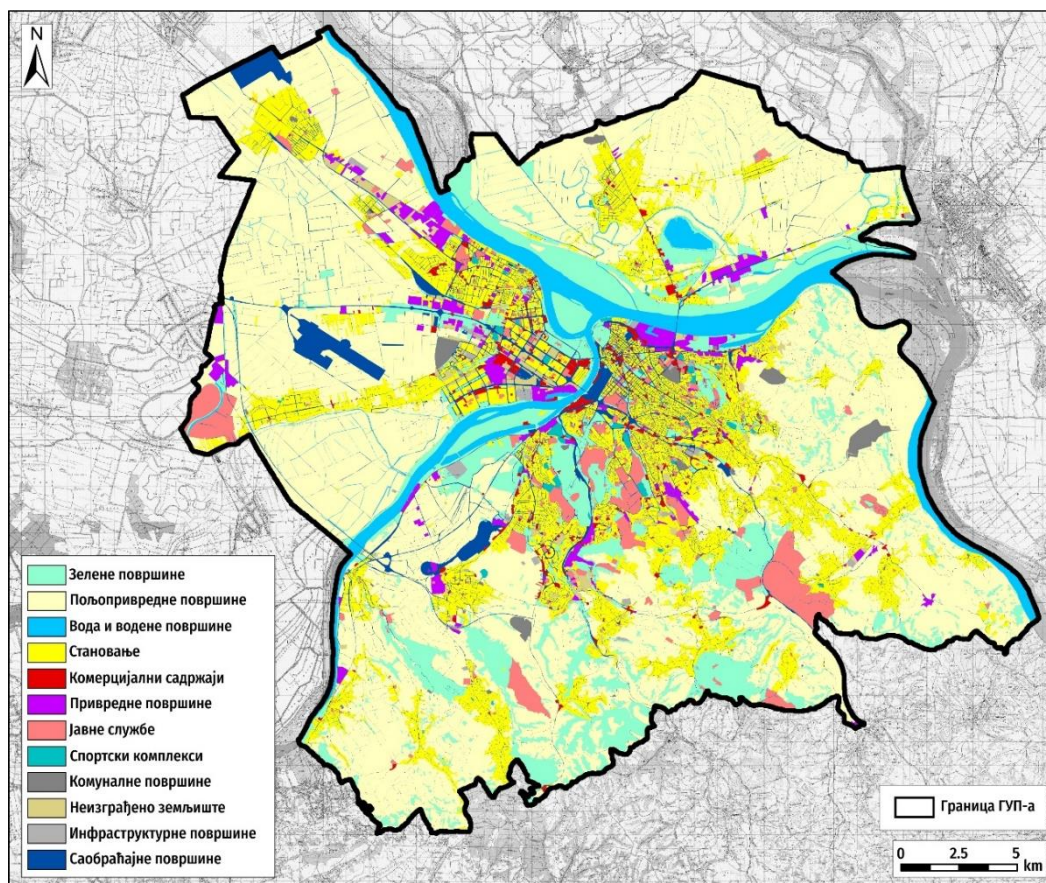 N
Зелене површине
Пољопривредне површине
Вода и водене површине
Становање
Комерцијални садржаји
Привредне површине
Јавне службе
Спортски комплекси
Комуналне површине
Неизграђено земљиште
Инфраструктурне површине
Саобраћајне површине
Граница ГУП-а
0 2.5 5
km